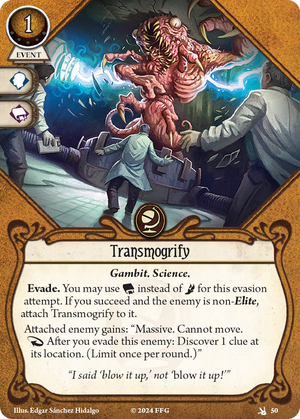 1
EVENT
Transmogrify
Gambit. Science.
Evade. You may use instead of for this evasion
attempt. If you succeed and the enemy is non-Elite,
attach Transmogrify to it.
Attached enemy gains: “Massive. Cannot move.
After you evade this enemy: Discover 1 clue at
its location. (Limit once per round.)”
“I said ‘blow it up,’ not ‘blow it up!’”
Illus. Edgar Sánchez Hidalgo
© 2024 FFG
50